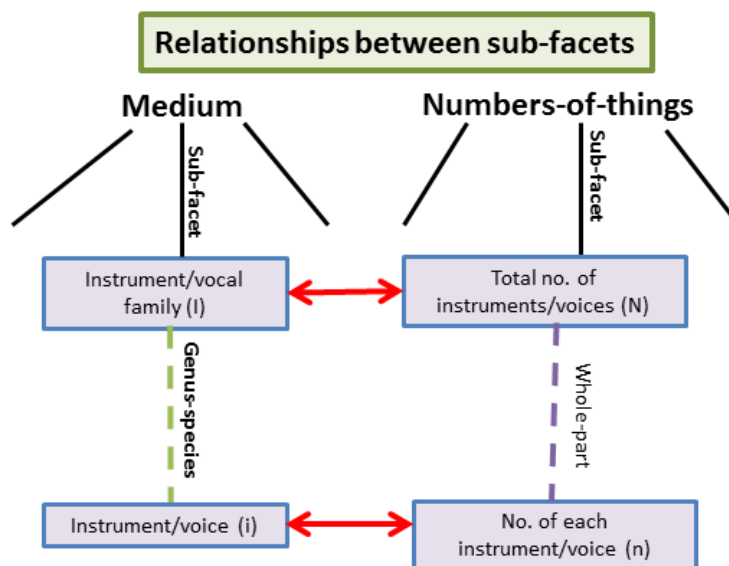 Relationships between sub-facets
Medium
Numbers-of-things
Sub-facet
Sub-facet
Instrument/vocal
family (I)
Total no. of
instruments/voices (N)
Genus-species
Whole-part
Instrument/voice (i)
No. of each
instrument/voice (n)